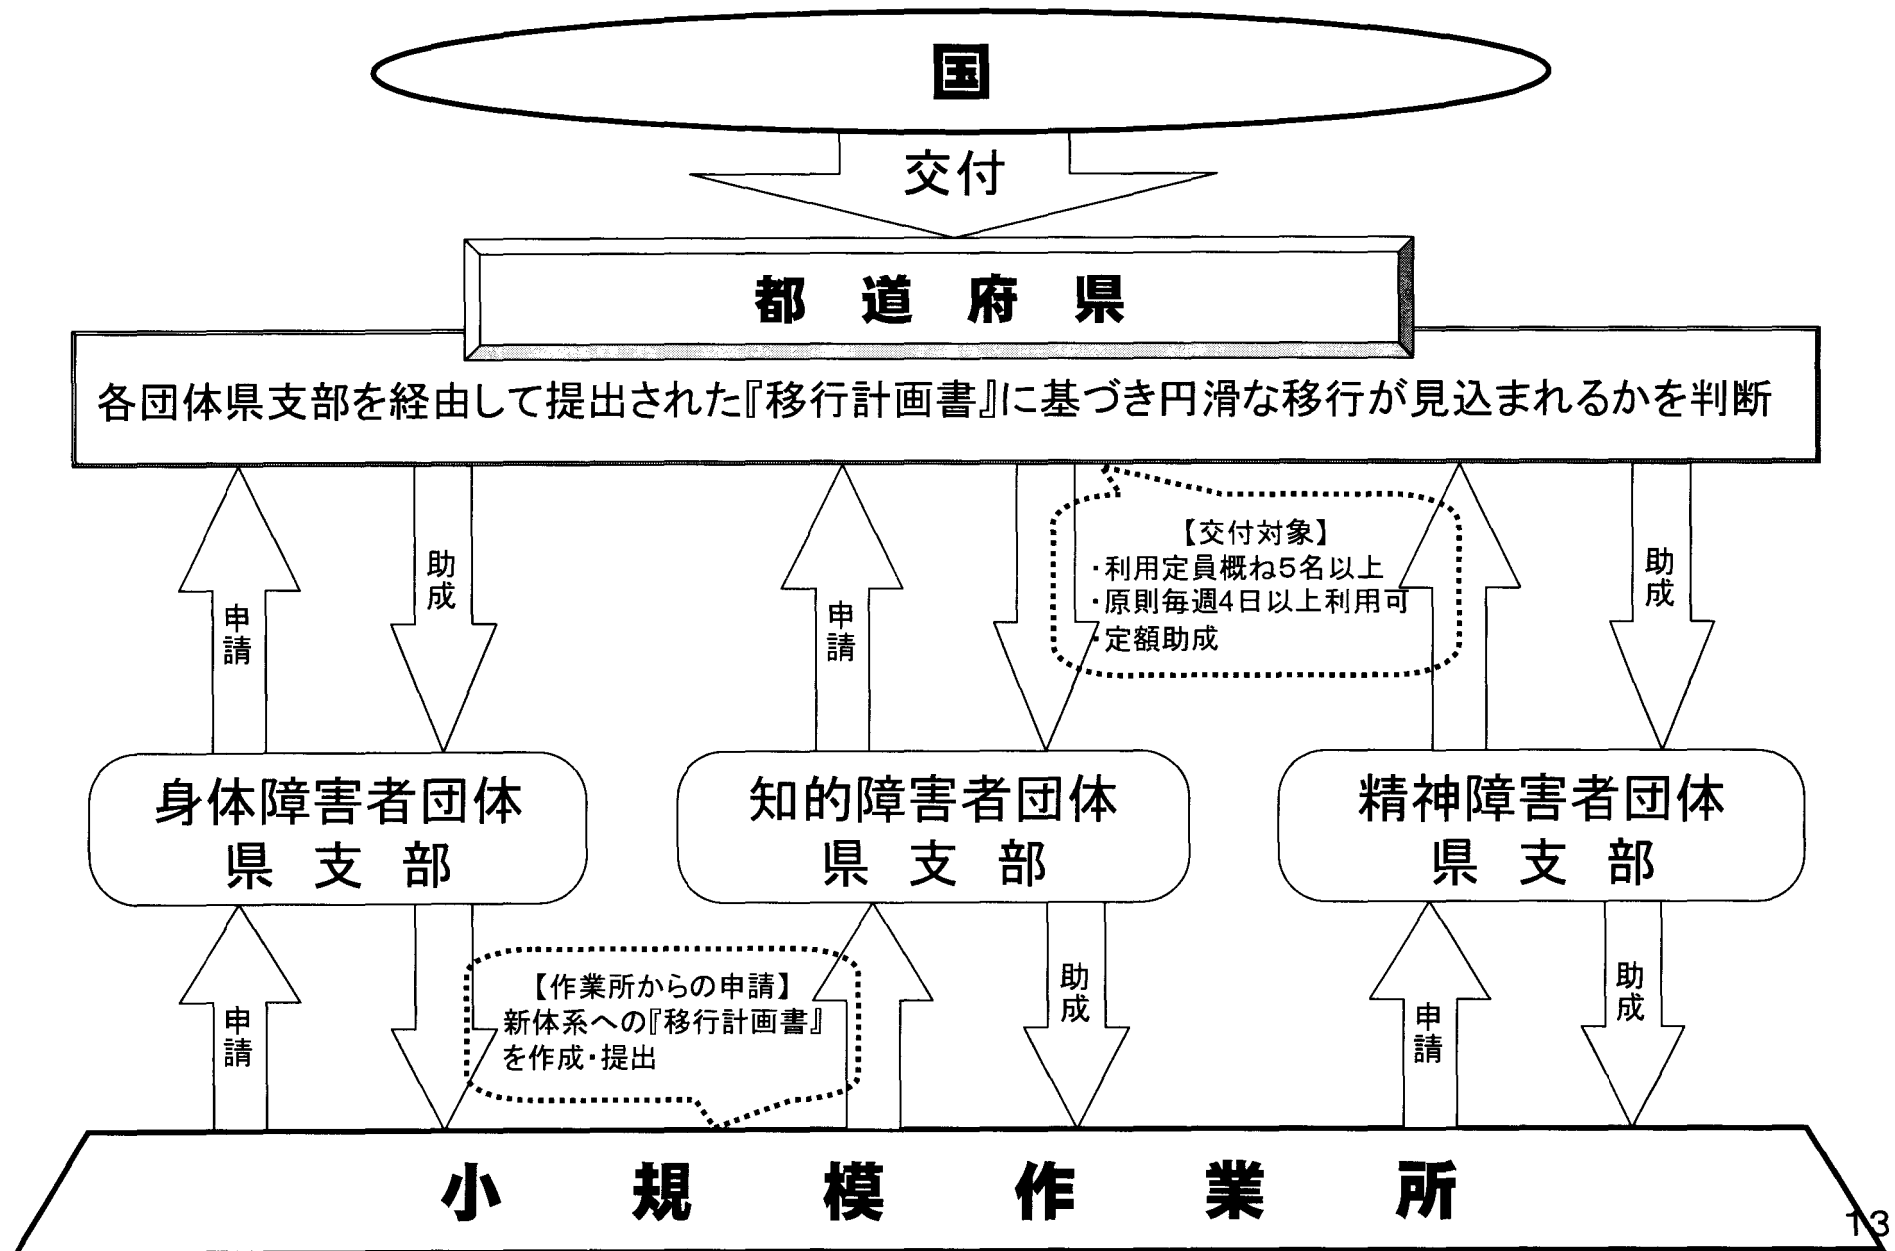 国
交付
都道府県
各団体県支部を経由して提出された『移行計画書』に基づき円滑な移行が見込まれるかを判断
申請
助成
申請
【交付対象】
・利用定員概ね5名以上
・原則毎週4日以上利用可
・定額助成
助成
身体障害者団体
県支部
知的障害者団体
県支部
精神障害者団体
県支部
申請
【作業所からの申請】
新体系への『移行計画書』
を作成・提出
助成
申請
助成
小規模作業所
13